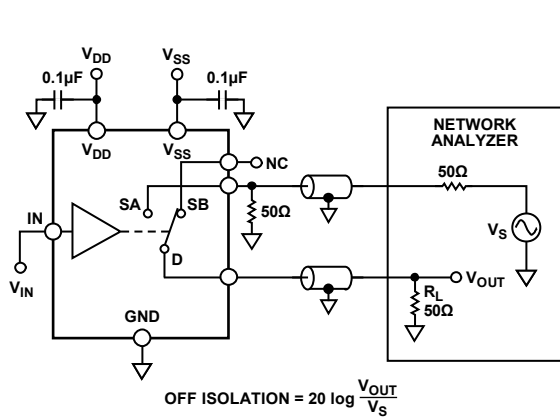 V_DD V_SS
0.1µF 0.1µF
V_DD V_SS
NC
SA SB
50Ω
IN
D
V_IN
GND
NETWORK
ANALYZER
50Ω
V_S
V_OUT
R_L
50Ω
OFF ISOLATION = 20 log V_OUT
V_S